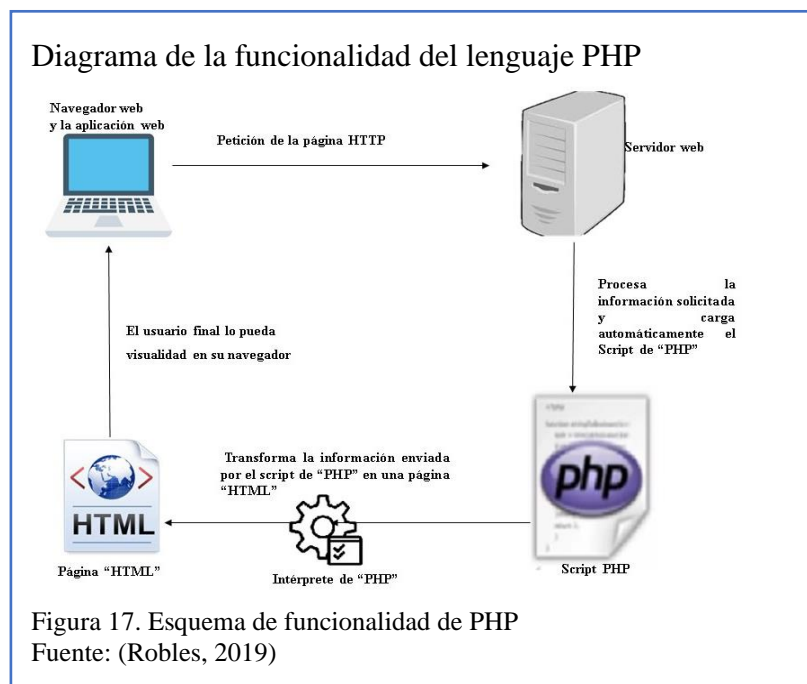 Diagrama de la funcionalidad del lenguaje PHP
Navegador web
y la aplicación web
Petición de la página HTTP
Servidor web
Procesa la
información solicitada
y carga
automáticamente el
Script de “PHP”
El usuario final lo pueda
visualidad en su navegador
Transforma la información enviada
por el script de “PHP” en una página
“HTML”
php
HTML
Página “HTML”
Intérprete de “PHP”
Script PHP
Figura 17. Esquema de funcionalidad de PHP
Fuente: (Robles, 2019)